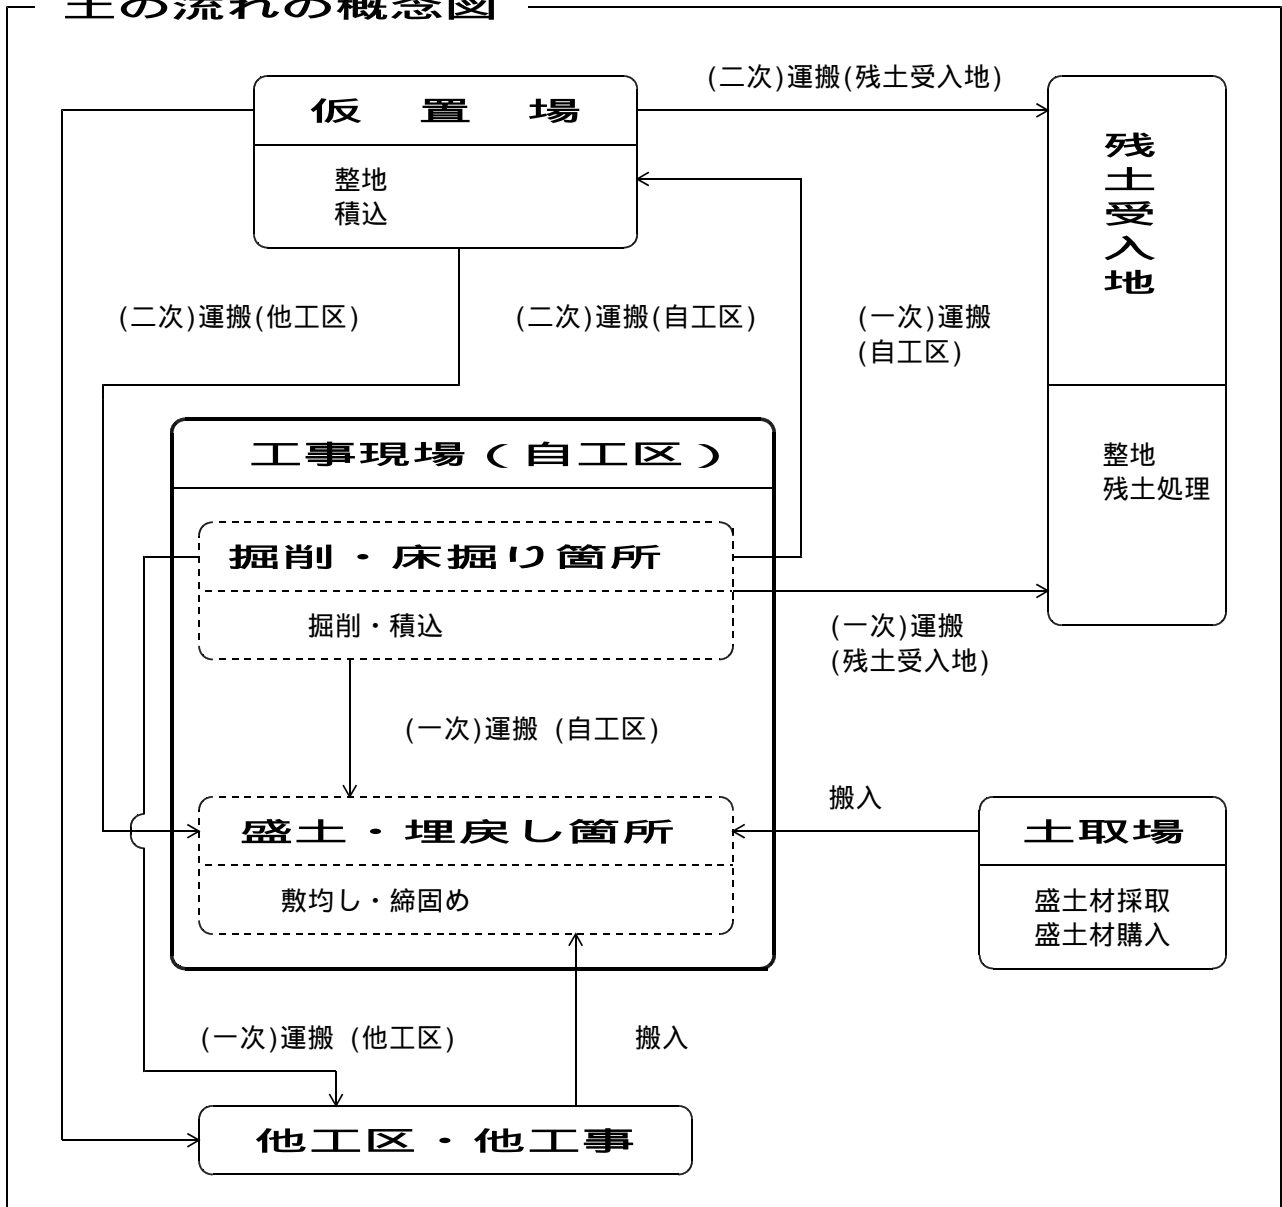 土の流れの概念図
(二次)運搬(残土受入地)
仮 置 場
整地
積込
残土受入地
整地
残土処理
(二次)運搬(他工区)
(二次)運搬(自工区)
(一次)運搬
(自工区)
工事現場(自工区)
掘削・床掘り箇所
掘削・積込
(一次)運搬
(残土受入地)
(一次)運搬 (自工区)
盛土・埋戻し箇所
敷均し・締固め
搬入
土取場
盛土材採取
盛土材購入
(一次)運搬 (他工区)
搬入
他工区・他工事